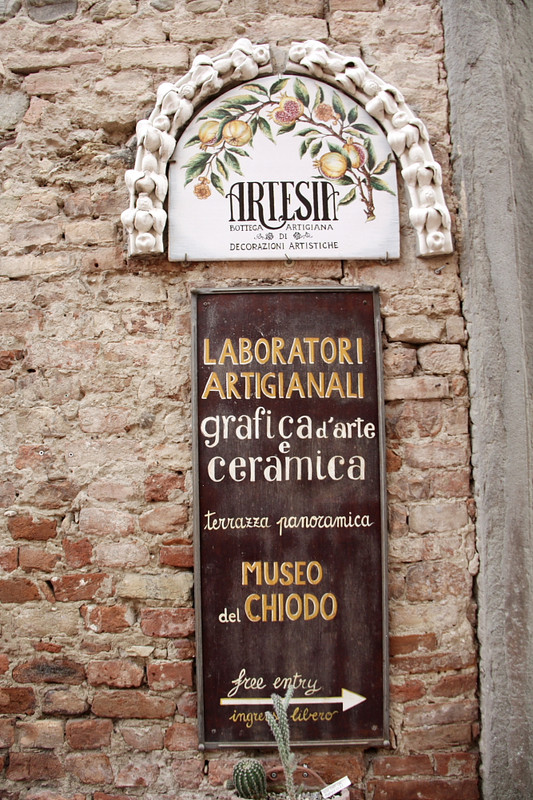 ARTESIA
BOTTEGA ARTIGIANA
DI
DECORAZIONI ARTISTICHE
LABORATORI
ARTIGIANALI
grafica d'arte
e
ceramica
terrazza panoramica
MUSEO
del CHIODO
free entry
libero